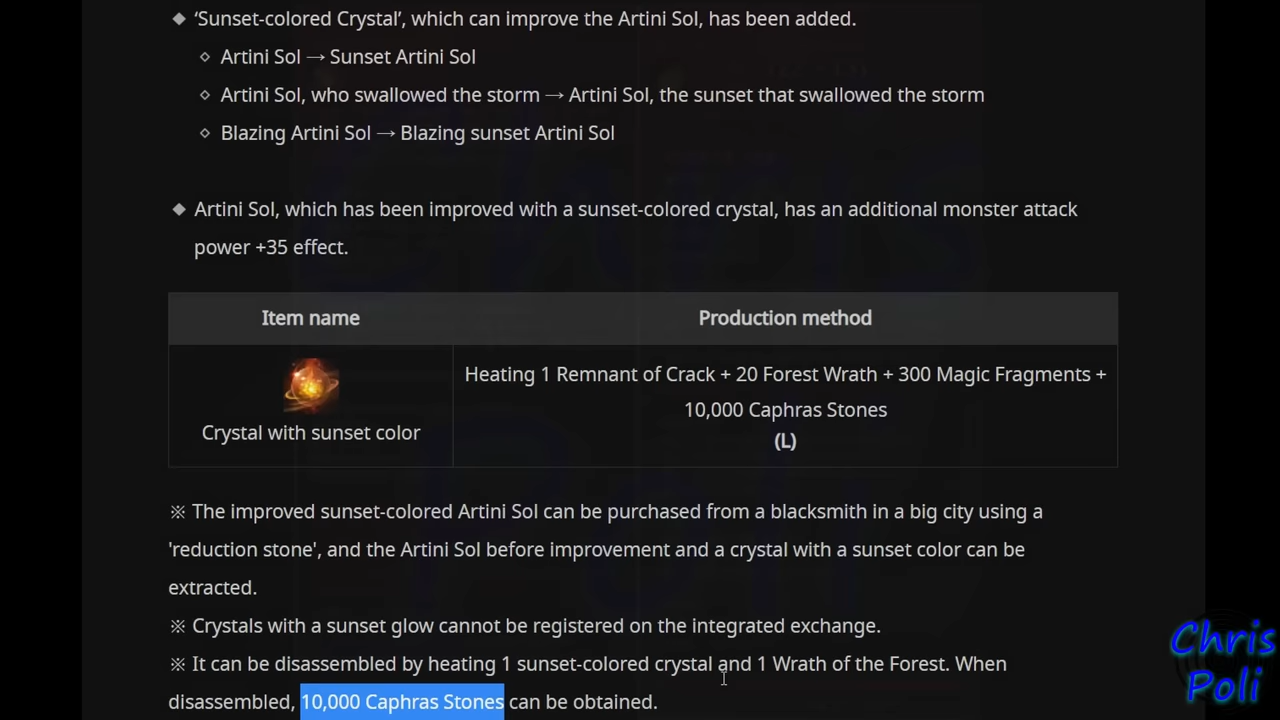 ◆ ‘Sunset-colored Crystal’, which can improve the Artini Sol, has been added.
◇ Artini Sol → Sunset Artini Sol
◇ Artini Sol, who swallowed the storm → Artini Sol, the sunset that swallowed the storm
◇ Blazing Artini Sol → Blazing sunset Artini Sol
◆ Artini Sol, which has been improved with a sunset-colored crystal, has an additional monster attack
power +35 effect.
Item name
Production method
Heating 1 Remnant of Crack + 20 Forest Wrath + 300 Magic Fragments +
10,000 Caphras Stones
(L)
Crystal with sunset color
※ The improved sunset-colored Artini Sol can be purchased from a blacksmith in a big city using a
'reduction stone', and the Artini Sol before improvement and a crystal with a sunset color can be
extracted.
※ Crystals with a sunset glow cannot be registered on the integrated exchange.
※ It can be disassembled by heating 1 sunset-colored crystal and 1 Wrath of the Forest. When
disassembled, 10,000 Caphras Stones can be obtained.
Chris
Poli